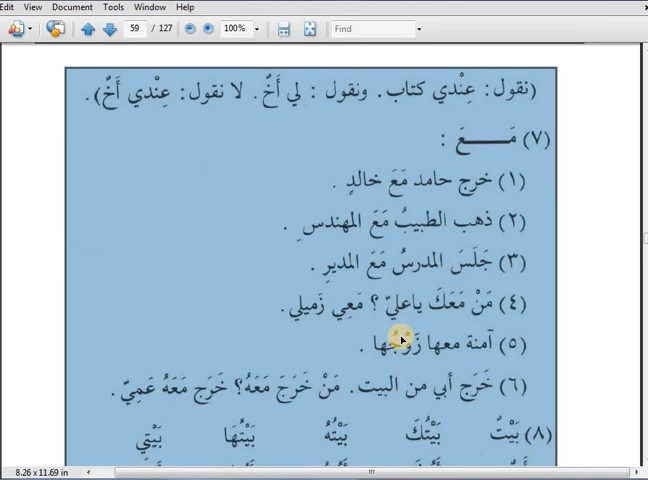 Edit View Document Tools Window Help
59 / 127 100% Find
(نقول: عِنْدي كتاب. ونقول: لي أَخٌ. لا نقول: عِنْدي أَخٌ).
(٧) مَـــــعَ :
(١) خرج حامد مَعَ خالدٍ.
(٢) ذهب الطبيبُ مَعَ المهندسِ.
(٣) جَلَسَ المدرسُ مَعَ المديرِ.
(٤) مَنْ مَعَكَ ياعليّ؟ مَعِي زَميلي.
(٥) آمنة معها زَوْجُها.
(٦) خَرَج أبي من البيت. مَنْ خَرَجَ مَعَهُ؟ خَرَج مَعَهُ عَمِيّ.
(٨) بَيْتٌ بَيْتُكَ بَيْتُهُ بَيْتُهَا بَيْتِي
8.26 x 11.69 in